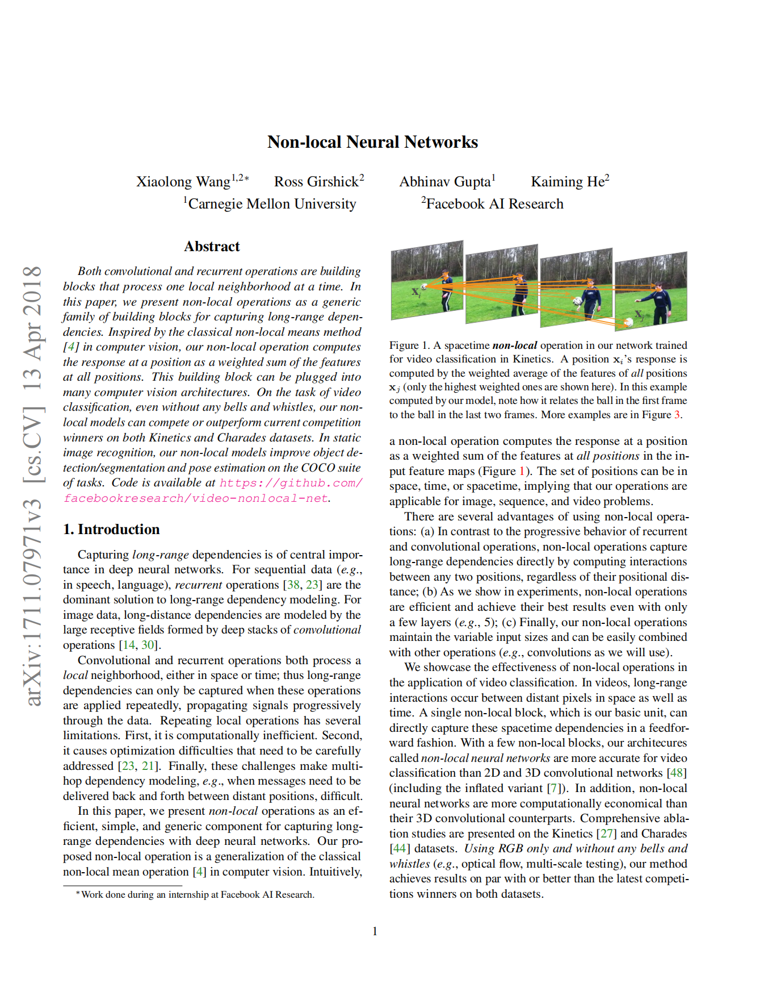 arXiv:1711.07971v3 [cs.CV] 13 Apr 2018
Non-local Neural Networks
Xiaolong Wang1,2* Ross Girshick2 Abhinav Gupta1 Kaiming He2
1Carnegie Mellon University 2Facebook AI Research
Abstract
Both convolutional and recurrent operations are building
blocks that process one local neighborhood at a time. In
this paper, we present non-local operations as a generic
family of building blocks for capturing long-range depen-
dencies. Inspired by the classical non-local means method
[4] in computer vision, our non-local operation computes
the response at a position as a weighted sum of the features
at all positions. This building block can be plugged into
many computer vision architectures. On the task of video
classification, even without any bells and whistles, our non-
local models can compete or outperform current competition
winners on both Kinetics and Charades datasets. In static
image recognition, our non-local models improve object de-
tection/segmentation and pose estimation on the COCO suite
of tasks. Code is available at https://github.com/
facebookresearch/video-nonlocal-net.
1. Introduction
Capturing long-range dependencies is of central impor-
tance in deep neural networks. For sequential data (e.g.,
in speech, language), recurrent operations [38, 23] are the
dominant solution to long-range dependency modeling. For
image data, long-distance dependencies are modeled by the
large receptive fields formed by deep stacks of convolutional
operations [14, 30].
Convolutional and recurrent operations both process a
local neighborhood, either in space or time; thus long-range
dependencies can only be captured when these operations
are applied repeatedly, propagating signals progressively
through the data. Repeating local operations has several
limitations. First, it is computationally inefficient. Second,
it causes optimization difficulties that need to be carefully
addressed [23, 21]. Finally, these challenges make multi-
hop dependency modeling, e.g., when messages need to be
delivered back and forth between distant positions, difficult.
In this paper, we present non-local operations as an ef-
ficient, simple, and generic component for capturing long-
range dependencies with deep neural networks. Our pro-
posed non-local operation is a generalization of the classical
non-local mean operation [4] in computer vision. Intuitively,
*Work done during an internship at Facebook AI Research.
xi
xj
Figure 1. A spacetime non-local operation in our network trained
for video classification in Kinetics. A position xi's response is
computed by the weighted average of the features of all positions
xj (only the highest weighted ones are shown here). In this example
computed by our model, note how it relates the ball in the first frame
to the ball in the last two frames. More examples are in Figure 3.
a non-local operation computes the response at a position
as a weighted sum of the features at all positions in the in-
put feature maps (Figure 1). The set of positions can be in
space, time, or spacetime, implying that our operations are
applicable for image, sequence, and video problems.
There are several advantages of using non-local opera-
tions: (a) In contrast to the progressive behavior of recurrent
and convolutional operations, non-local operations capture
long-range dependencies directly by computing interactions
between any two positions, regardless of their positional dis-
tance; (b) As we show in experiments, non-local operations
are efficient and achieve their best results even with only
a few layers (e.g., 5); (c) Finally, our non-local operations
maintain the variable input sizes and can be easily combined
with other operations (e.g., convolutions as we will use).
We showcase the effectiveness of non-local operations in
the application of video classification. In videos, long-range
interactions occur between distant pixels in space as well as
time. A single non-local block, which is our basic unit, can
directly capture these spacetime dependencies in a feedfor-
ward fashion. With a few non-local blocks, our architecures
called non-local neural networks are more accurate for video
classification than 2D and 3D convolutional networks [48]
(including the inflated variant [7]). In addition, non-local
neural networks are more computationally economical than
their 3D convolutional counterparts. Comprehensive abla-
tion studies are presented on the Kinetics [27] and Charades
[44] datasets. Using RGB only and without any bells and
whistles (e.g., optical flow, multi-scale testing), our method
achieves results on par with or better than the latest competi-
tions winners on both datasets.
1